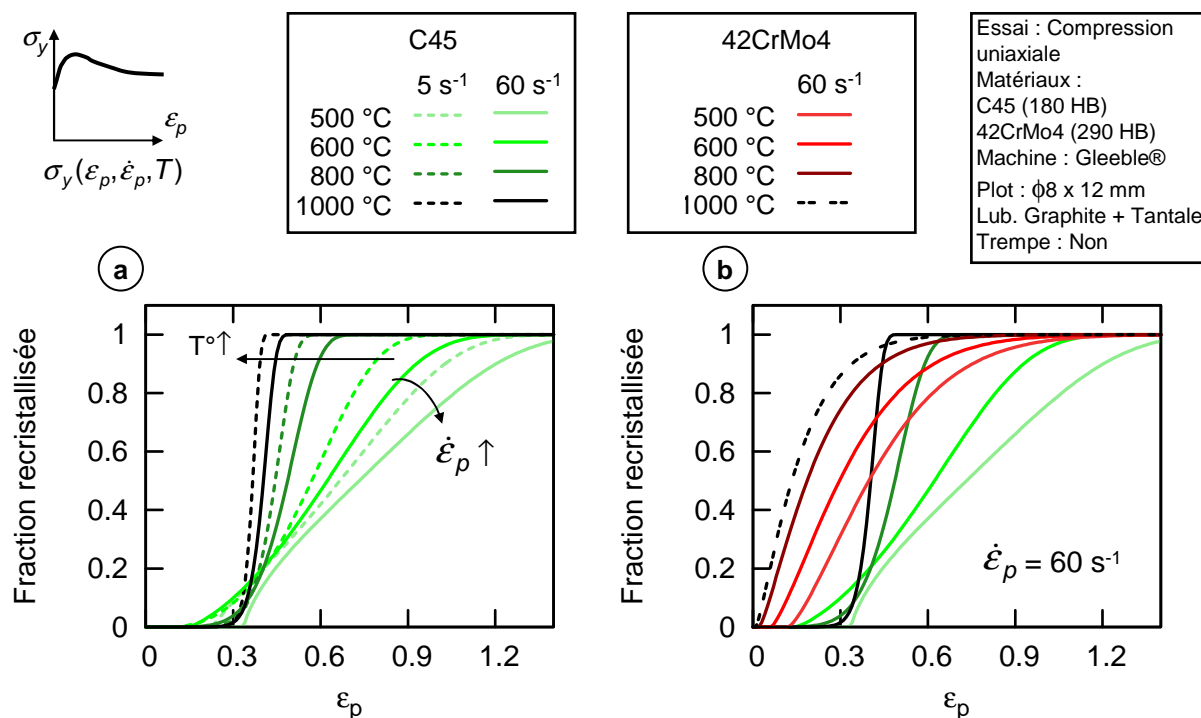 σy
εp
σy(εp, ε̇p, T)
C45
5 s-1 60 s-1
500 °C
600 °C
800 °C
1000 °C
42CrMo4
60 s-1
500 °C
600 °C
800 °C
1000 °C
Essai : Compression
uniaxiale
Matériaux :
C45 (180 HB)
42CrMo4 (290 HB)
Machine : Gleeble®
Plot : ϕ8 x 12 mm
Lub. Graphite + Tantale
Trempe : Non
a
Fraction recristallisée
1
0.8
0.6
0.4
0.2
0
T°↑
ε̇p ↑
0 0.3 0.6 0.9 1.2
εp
b
Fraction recristallisée
1
0.8
0.6
0.4
0.2
0
ε̇p = 60 s-1
0 0.3 0.6 0.9 1.2
εp